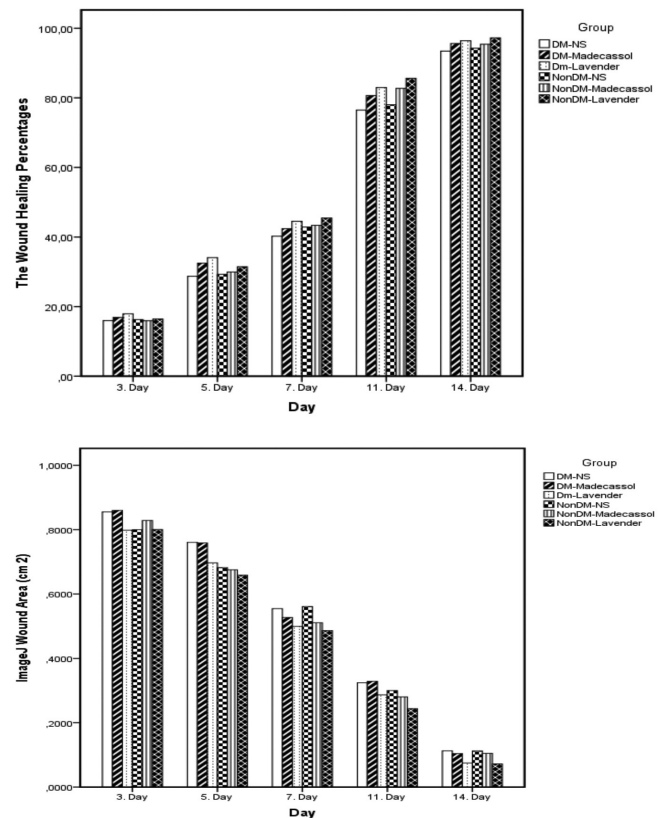 Group
DM-NS
DM-Madecassol
Dm-Lavender
NonDM-NS
NonDM-Madecassol
NonDM-Lavender
The Wound Healing Percentages
100,00
80,00
60,00
40,00
20,00
,00
3. Day
5. Day
7. Day
11. Day
14. Day
Day
Group
DM-NS
DM-Madecassol
Dm-Lavender
NonDM-NS
NonDM-Madecassol
NonDM-Lavender
ImageJ Wound Area (cm 2)
1,0000
,8000
,6000
,4000
,2000
,0000
3. Day
5. Day
7. Day
11. Day
14. Day
Day